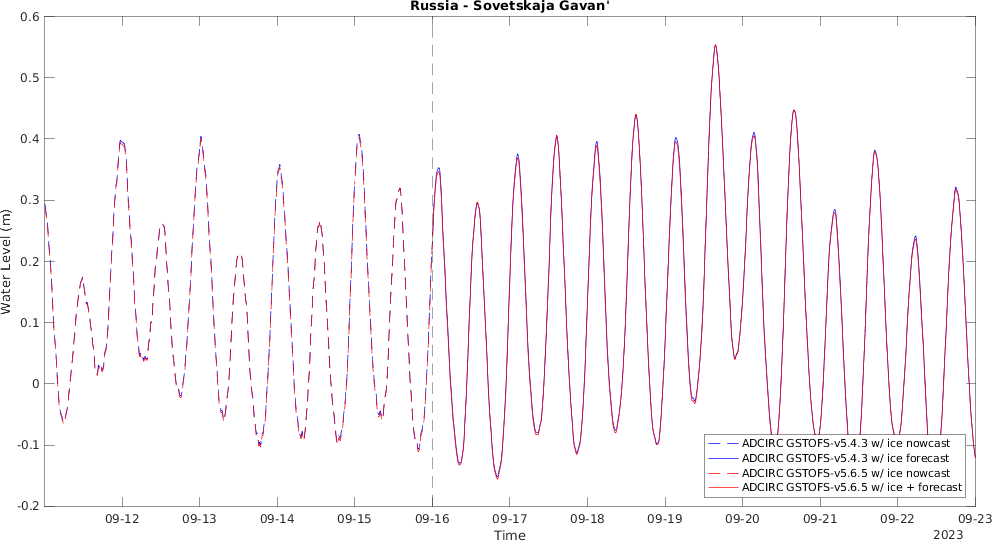 Russia - Sovetskaja Gavan'
0.6
0.5
0.4
0.3
0.2
0.1
0
-0.1
-0.2
Water Level (m)
ADCIRC GSTOFS-v5.4.3 w/ ice nowcast
ADCIRC GSTOFS-v5.4.3 w/ ice forecast
ADCIRC GSTOFS-v5.6.5 w/ ice nowcast
ADCIRC GSTOFS-v5.6.5 w/ ice + forecast
09-12 09-13 09-14 09-15 09-16 09-17 09-18 09-19 09-20 09-21 09-22 09-23
Time
2023